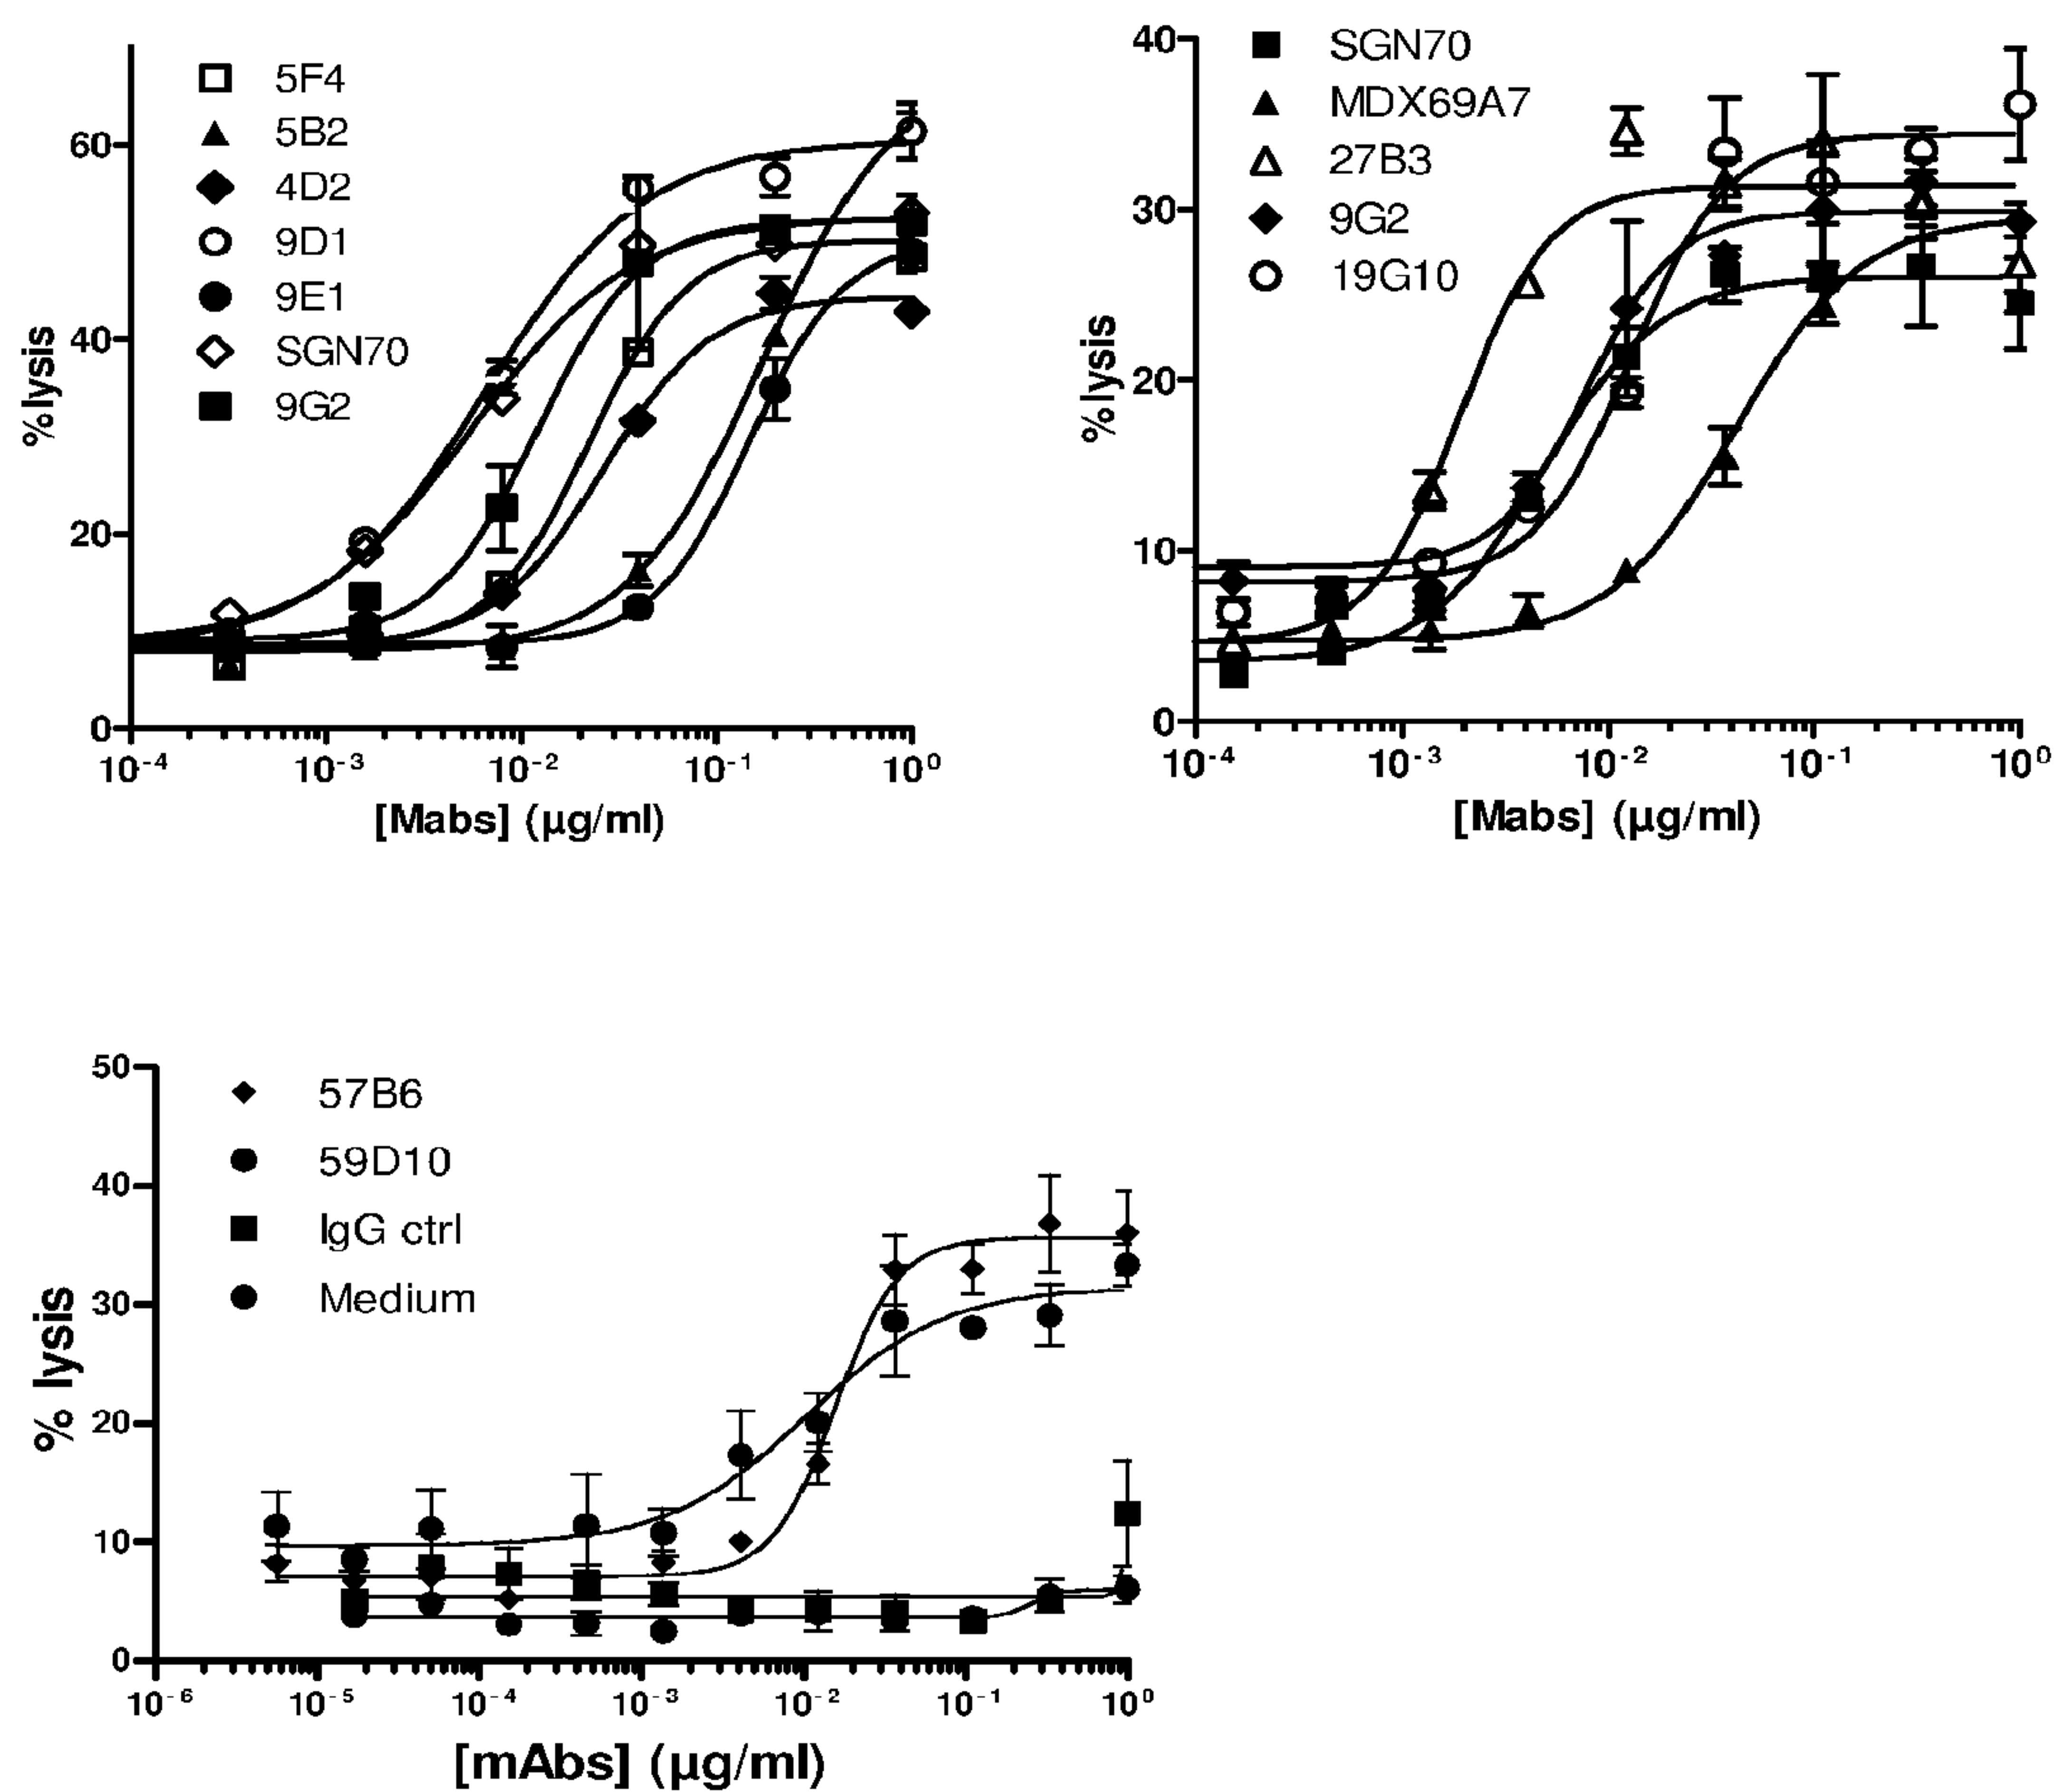 5F4
5B2
4D2
9D1
9E1
SGN70
9G2
60
40
20
0
%lysis
10⁻⁴ 10⁻³ 10⁻² 10⁻¹ 10⁰
[Mabs] (µg/ml)
SGN70
MDX69A7
27B3
9G2
19G10
40
30
20
10
0
%lysis
10⁻⁴ 10⁻³ 10⁻² 10⁻¹ 10⁰
[Mabs] (µg/ml)
57B6
59D10
IgG ctrl
Medium
50
40
30
20
10
0
% lysis
10⁻⁶ 10⁻⁵ 10⁻⁴ 10⁻³ 10⁻² 10⁻¹ 10⁰
[mAbs] (µg/ml)